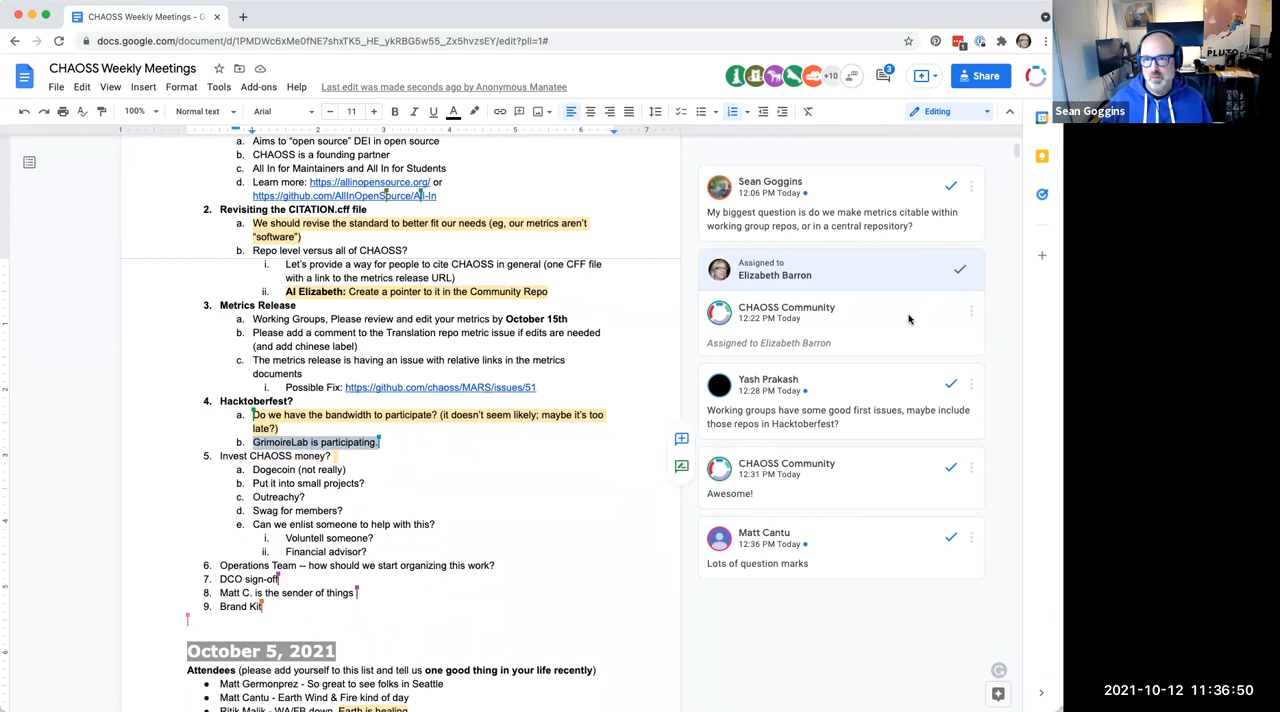 CHAOSS Weekly Meetings - G
docs.google.com/document/d/1PMDWc6xMe0fNE7shxTK5_HE_ykRBG5w55_Zx5hvzsEY/edit?pli=1#
CHAOSS Weekly Meetings
File Edit View Insert Format Tools Add-ons Help Last edit was made seconds ago by Anonymous Manatee
+10
3
Share
100% Normal text Arial 11 Editing
PLUTO
Sean Goggins
1 1 2 3 4 5 6 7
a. Aims to “open source” DEI in open source
b. CHAOSS is a founding partner
c. All In for Maintainers and All In for Students
d. Learn more: https://allinopensource.org/ or
https://github.com/AllInOpenSource/All-In
2. Revisiting the CITATION.cff file
a. We should revise the standard to better fit our needs (eg, our metrics aren’t
“software”)
b. Repo level versus all of CHAOSS?
i. Let’s provide a way for people to cite CHAOSS in general (one CFF file
with a link to the metrics release URL)
ii. AI Elizabeth: Create a pointer to it in the Community Repo
3. Metrics Release
a. Working Groups, Please review and edit your metrics by October 15th
b. Please add a comment to the Translation repo metric issue if edits are needed
(and add chinese label)
c. The metrics release is having an issue with relative links in the metrics
documents
i. Possible Fix: https://github.com/chaoss/MARS/issues/51
4. Hacktoberfest?
a. Do we have the bandwidth to participate? (it doesn’t seem likely; maybe it’s too
late?)
b. GrimoireLab is participating.
5. Invest CHAOSS money?
a. Dogecoin (not really)
b. Put it into small projects?
c. Outreachy?
d. Swag for members?
e. Can we enlist someone to help with this?
i. Voluntell someone?
ii. Financial advisor?
6. Operations Team -- how should we start organizing this work?
7. DCO sign-off
8. Matt C. is the sender of things
9. Brand Kit
October 5, 2021
Attendees (please add yourself to this list and tell us one good thing in your life recently)
● Matt Germonprez - So great to see folks in Seattle
● Matt Cantu - Earth Wind & Fire kind of day
● Ritik Malik - WA/FB down, Earth is healing
Sean Goggins
12:06 PM Today
My biggest question is do we make metrics citable within
working group repos, or in a central repository?
Assigned to
Elizabeth Barron
CHAOSS Community
12:22 PM Today
Assigned to Elizabeth Barron
Yash Prakash
12:28 PM Today
Working groups have some good first issues, maybe include
those repos in Hacktoberfest?
CHAOSS Community
12:31 PM Today
Awesome!
Matt Cantu
12:36 PM Today
Lots of question marks
2021-10-12 11:36:50